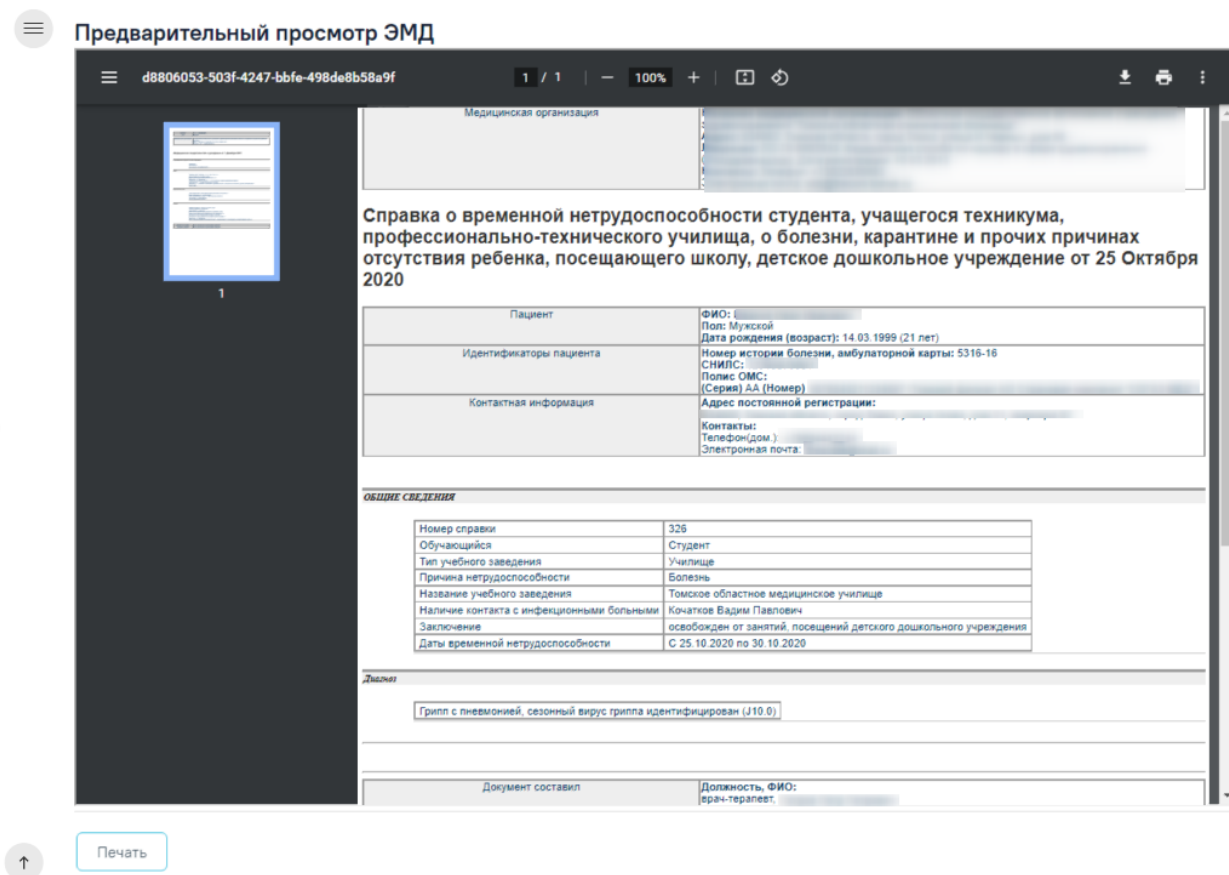 Предварительный просмотр ЭМД
d8806053-503f-4247-bbfe-498de8b58a9f
1 / 1
100%
1
Медицинская организация
Справка о временной нетрудоспособности студента, учащегося техникума,
профессионально-технического училища, о болезни, карантине и прочих причинах
отсутствия ребенка, посещающего школу, детское дошкольное учреждение от 25 Октября
2020
Пациент
ФИО:
Пол: Мужской
Дата рождения (возраст): 14.03.1999 (21 лет)
Идентификаторы пациента
Номер истории болезни, амбулаторной карты: 5316-16
СНИЛС:
Полис ОМС:
(Серия) АА (Номер)
Контактная информация
Адрес постоянной регистрации:
Контакты:
Телефон(дом.):
Электронная почта:
ОБЩИЕ СВЕДЕНИЯ
Номер справки 326
Обучающийся Студент
Тип учебного заведения Училище
Причина нетрудоспособности Болезнь
Название учебного заведения Томское областное медицинское училище
Наличие контакта с инфекционными больными Кочатков Вадим Павлович
Заключение освобожден от занятий, посещений детского дошкольного учреждения
Даты временной нетрудоспособности С 25.10.2020 по 30.10.2020
Диагноз
Грипп с пневмонией, сезонный вирус гриппа идентифицирован (J10.0)
Документ составил
Должность, ФИО:
врач-терапевт,
Печать